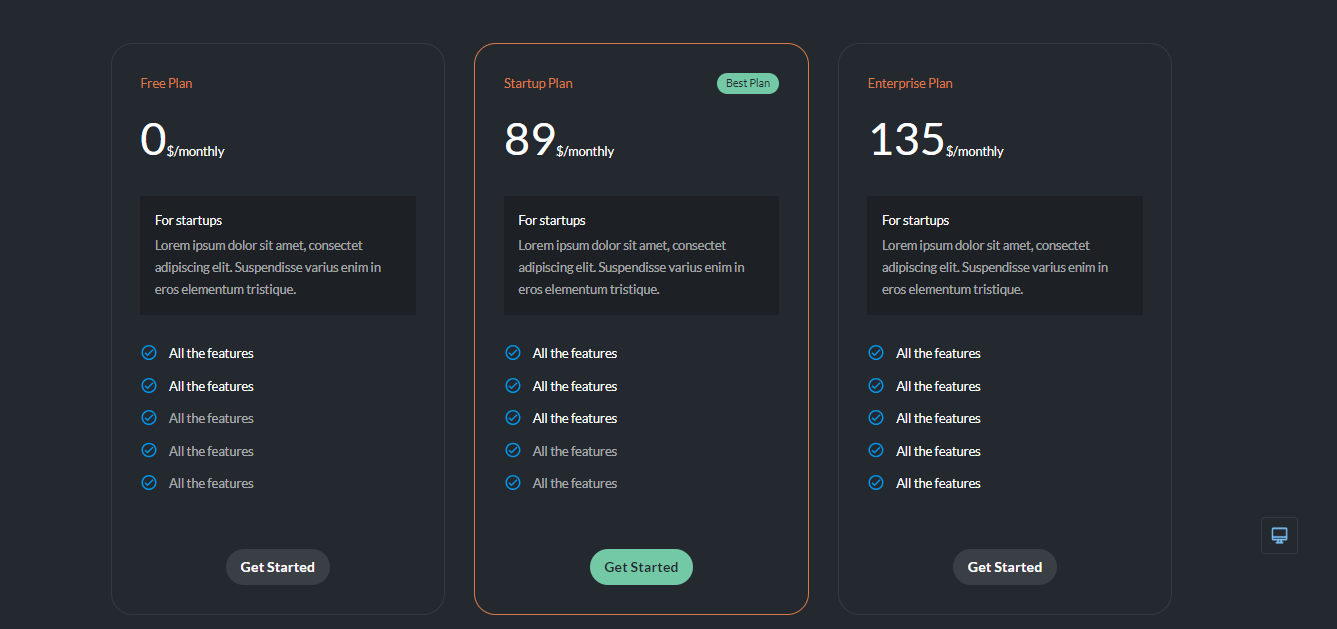 Free Plan
0$/monthly
For startups
Lorem ipsum dolor sit amet, consectet
adipiscing elit. Suspendisse varius enim in
eros elementum tristique.
All the features
All the features
All the features
All the features
All the features
Get Started
Startup Plan
Best Plan
89$/monthly
For startups
Lorem ipsum dolor sit amet, consectet
adipiscing elit. Suspendisse varius enim in
eros elementum tristique.
All the features
All the features
All the features
All the features
All the features
Get Started
Enterprise Plan
135$/monthly
For startups
Lorem ipsum dolor sit amet, consectet
adipiscing elit. Suspendisse varius enim in
eros elementum tristique.
All the features
All the features
All the features
All the features
All the features
Get Started